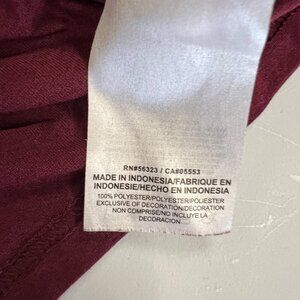 RN#56323 / CA#05553
MADE IN INDONESIA/FABRIQUE EN
INDONESIE/HECHO EN INDONESIA
100% POLYESTER/POLYESTER/POLIESTER
EXCLUSIVE OF DECORATION/DECORATION
NON COMPRISE/NO INCLUYE LA
DECORACION